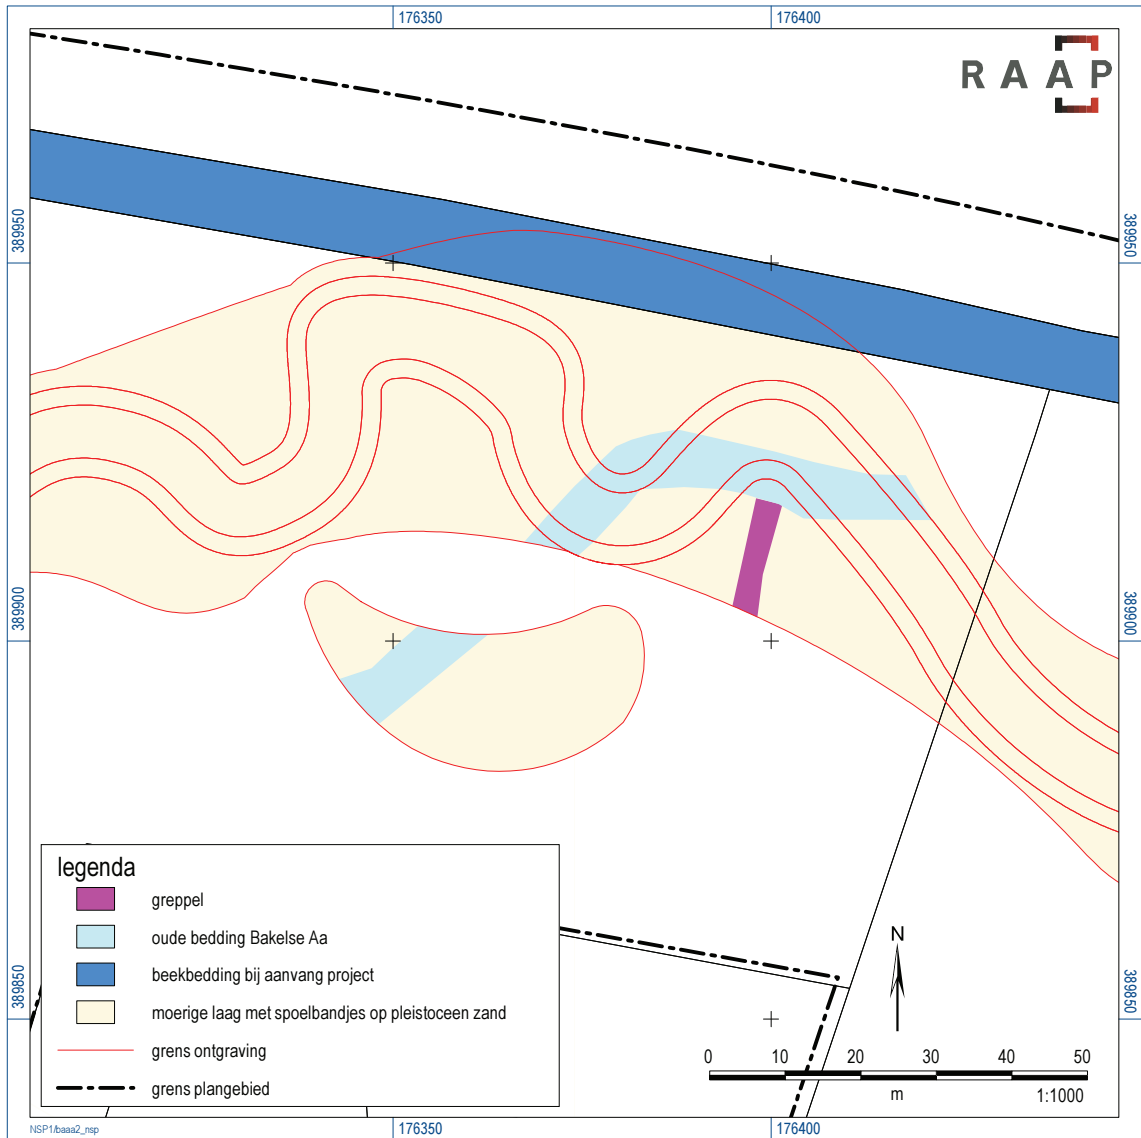 176350
176400
RAAP
389950
389950
389900
389900
legenda
greppel
oude bedding Bakelse Aa
beekbedding bij aanvang project
moerige laag met spoelbandjes op pleistoceen zand
grens ontgraving
grens plangebied
N
389850
389850
0 10 20 30 40 50
m
1:1000
NSP1/baaa2_nsp
176350
176400